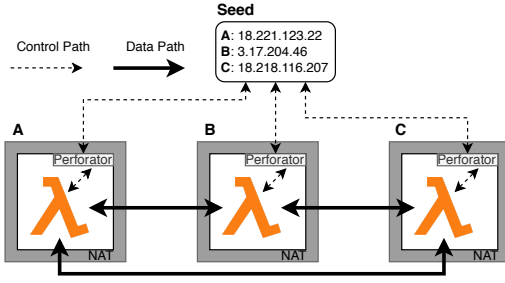 Seed
Control Path
Data Path
A: 18.221.123.22
B: 3.17.204.46
C: 18.218.116.207
A
B
C
Perforator
Perforator
Perforator
NAT
NAT
NAT